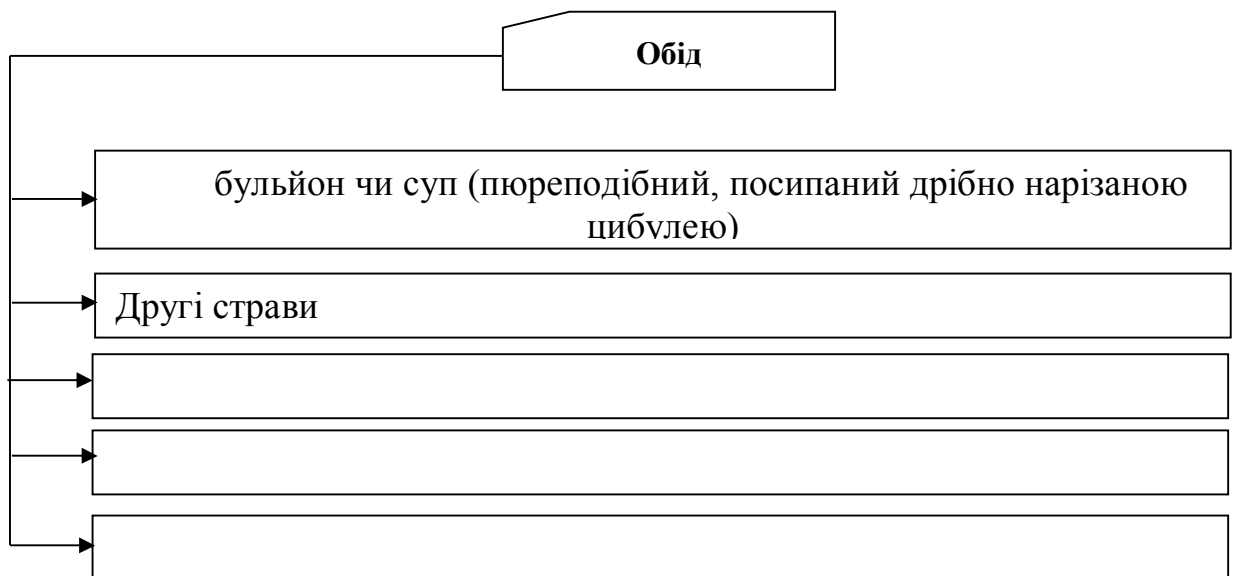 Обід
бульйон чи суп (пюреподібний, посипаний дрібно нарізаною
цибулею)
Другі страви